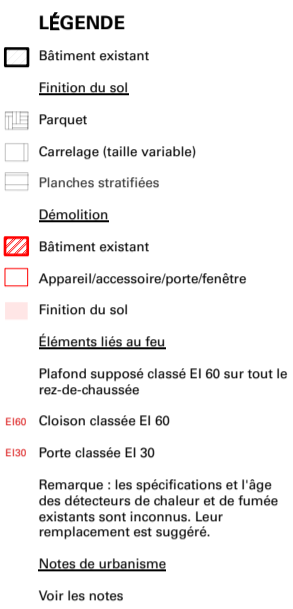 LÉGENDE
Bâtiment existant
Finition du sol
Parquet
Carrelage (taille variable)
Planches stratifiées
Démolition
Bâtiment existant
Appareil/accessoire/porte/fenêtre
Finition du sol
Éléments liés au feu
Plafond supposé classé EI 60 sur tout le
rez-de-chaussée
EI60 Cloison classée EI 60
EI30 Porte classée EI 30
Remarque : les spécifications et l'âge
des détecteurs de chaleur et de fumée
existants sont inconnus. Leur
remplacement est suggéré.
Notes de urbanisme
Voir les notes